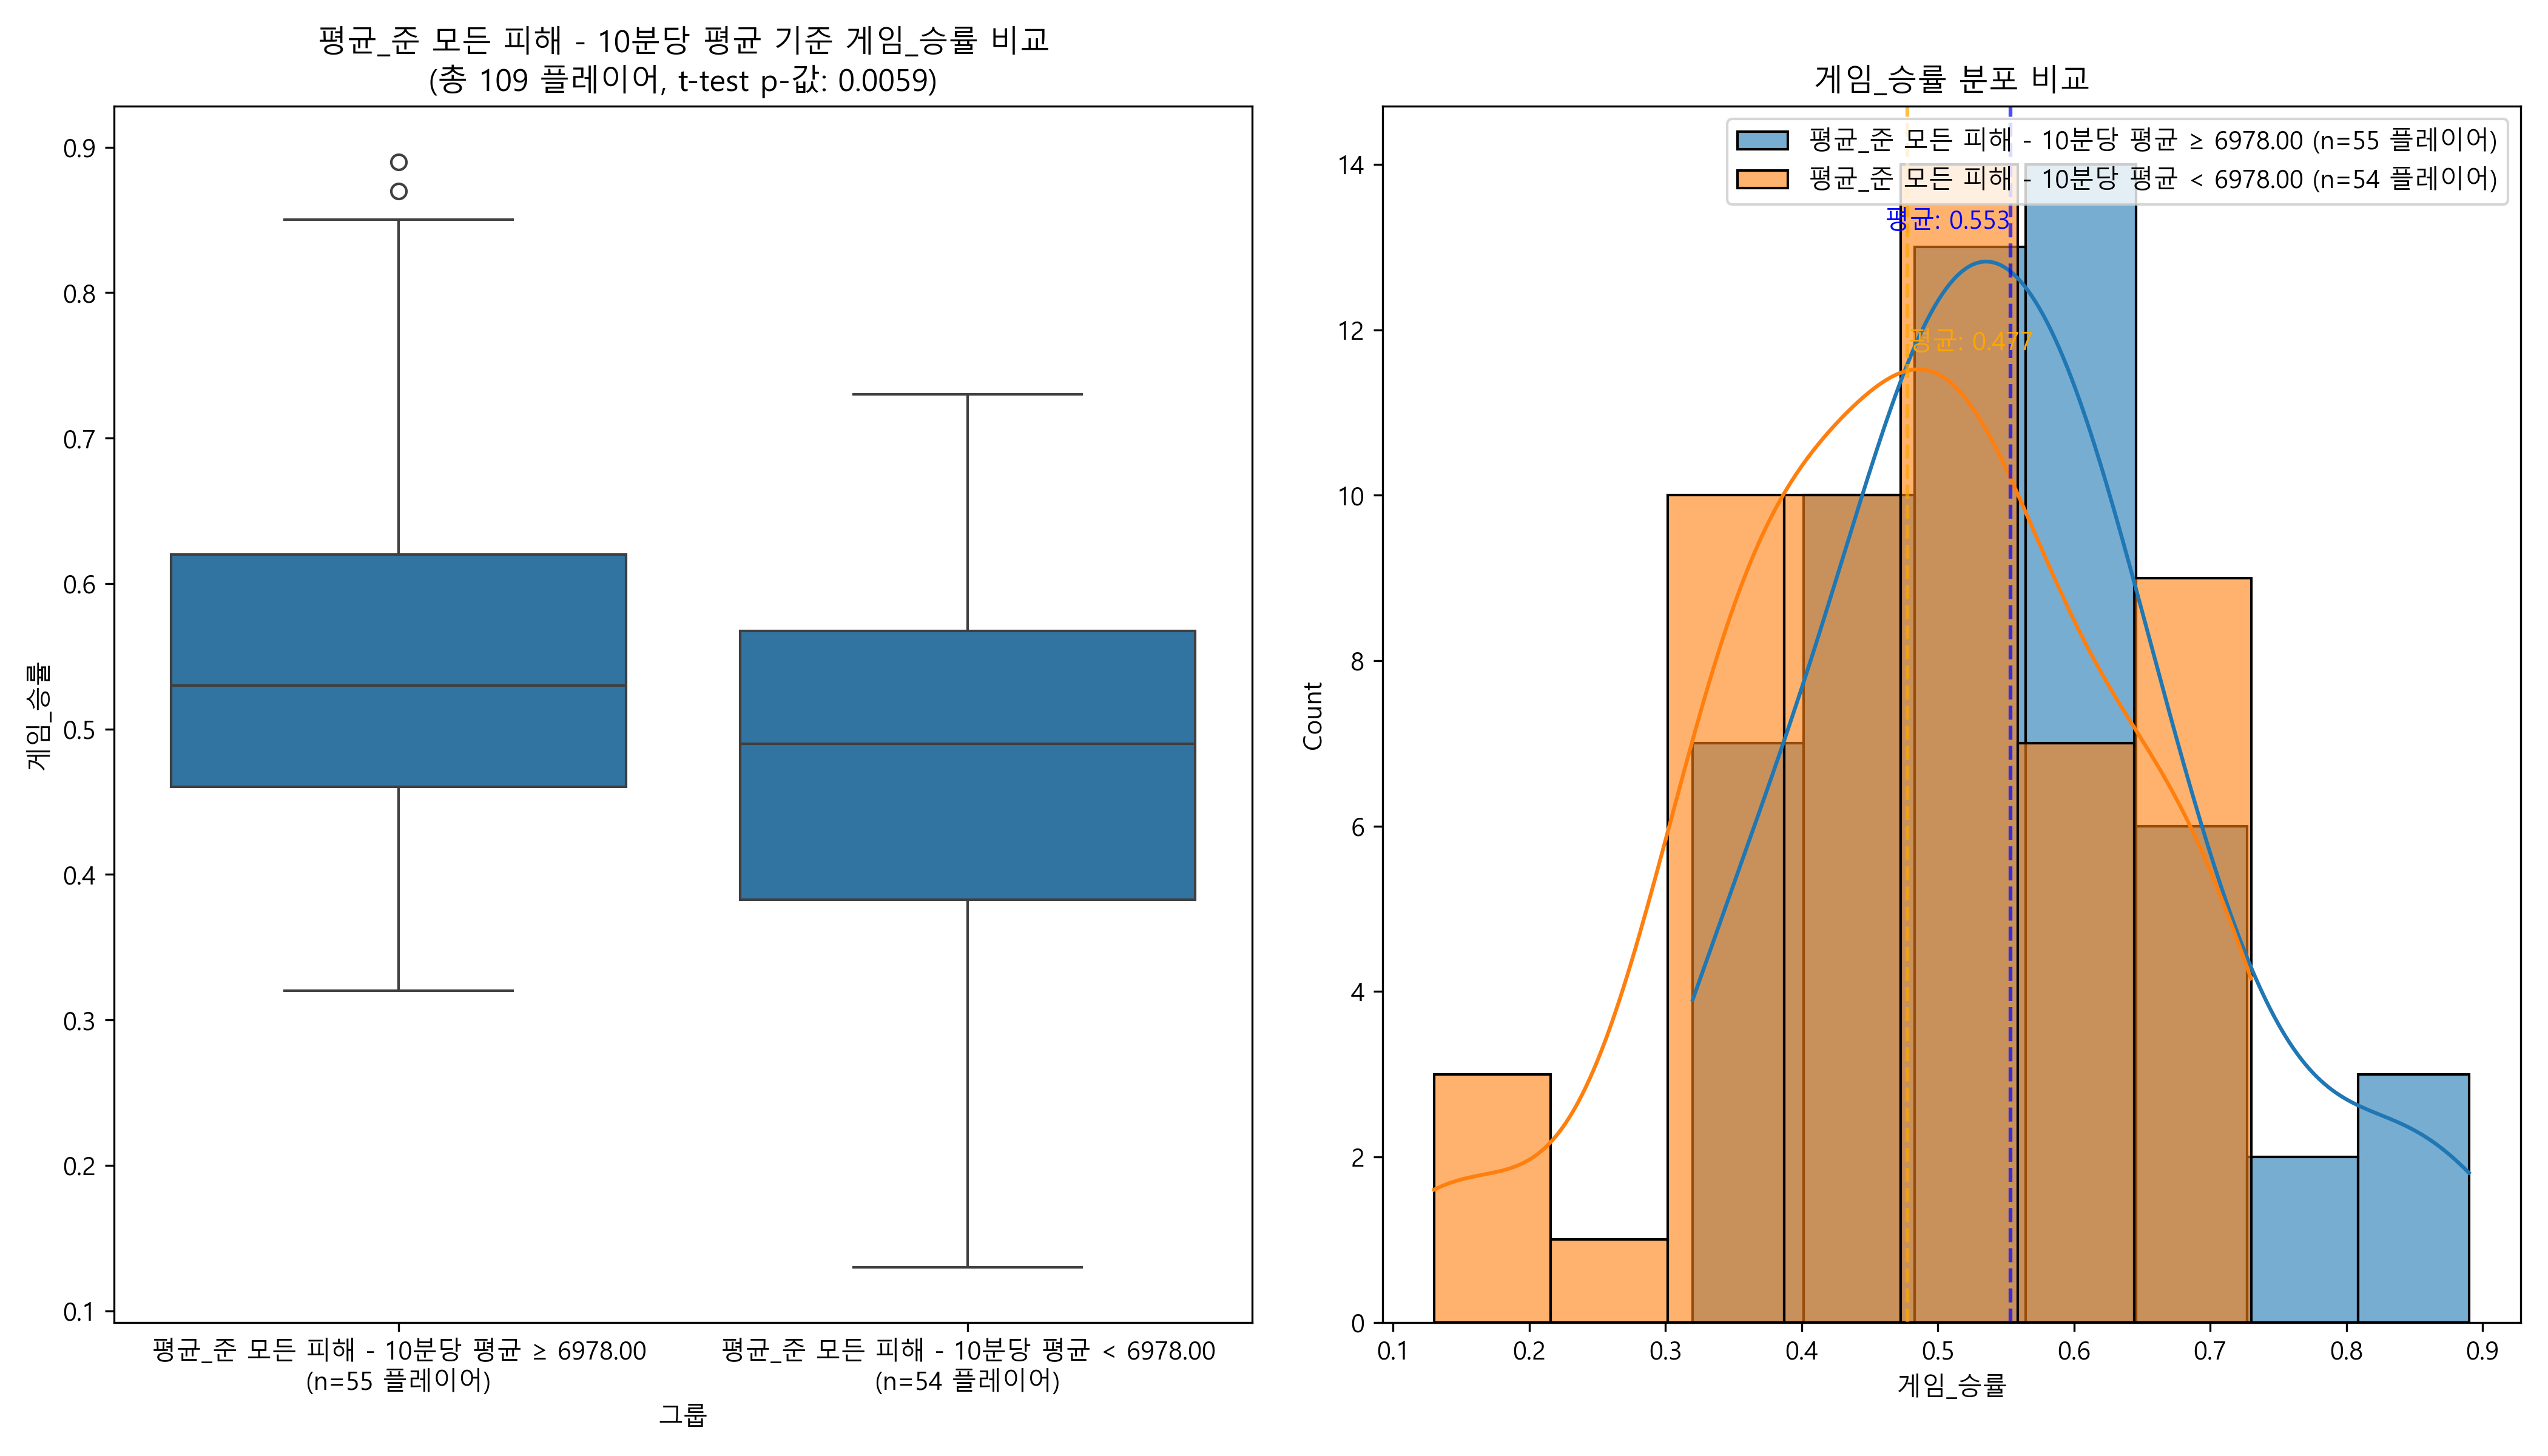 평균_준 모든 피해 - 10분당 평균 기준 게임_승률 비교
(총 109 플레이어, t-test p-값: 0.0059)
게임_승률
0.9
0.8
0.7
0.6
0.5
0.4
0.3
0.2
0.1
평균_준 모든 피해 - 10분당 평균 ≥ 6978.00
(n=55 플레이어)
평균_준 모든 피해 - 10분당 평균 < 6978.00
(n=54 플레이어)
그룹
게임_승률 분포 비교
평균_준 모든 피해 - 10분당 평균 ≥ 6978.00 (n=55 플레이어)
평균_준 모든 피해 - 10분당 평균 < 6978.00 (n=54 플레이어)
평균: 0.553
평균: 0.477
Count
14
12
10
8
6
4
2
0
0.1 0.2 0.3 0.4 0.5 0.6 0.7 0.8 0.9
게임_승률